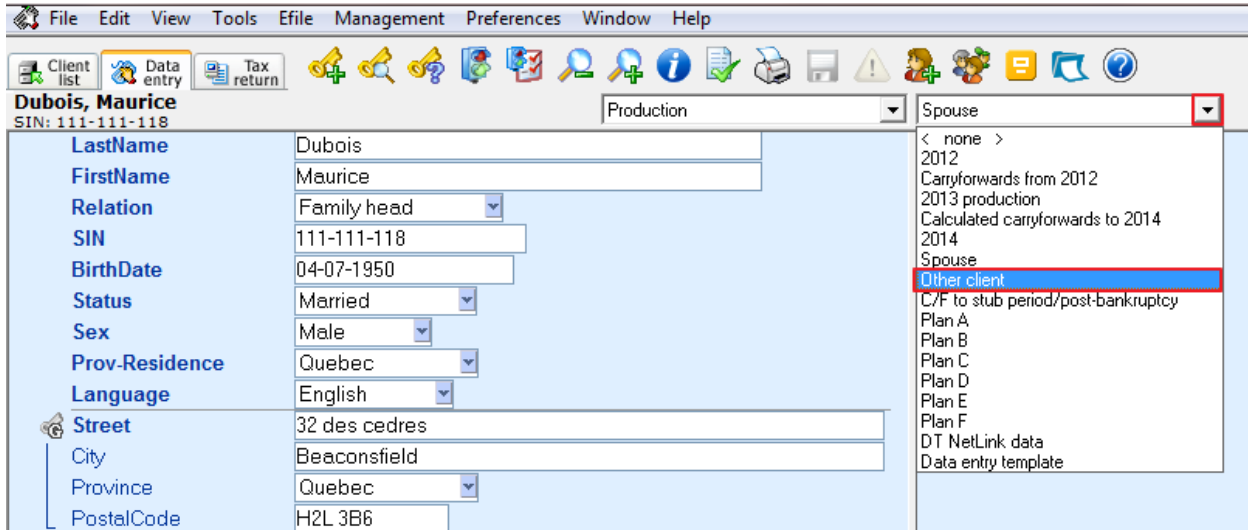 File Edit View Tools Efile Management Preferences Window Help
Client list
Data entry
Tax return
Dubois, Maurice
SIN: 111-111-118
Production
Spouse
LastName Dubois
FirstName Maurice
Relation Family head
SIN 111-111-118
BirthDate 04-07-1950
Status Married
Sex Male
Prov-Residence Quebec
Language English
Street 32 des cedres
City Beaconsfield
Province Quebec
PostalCode H2L 3B6
< none >
2012
Carryforwards from 2012
2013 production
Calculated carryforwards to 2014
2014
Spouse
Other client
C/F to stub period/post-bankruptcy
Plan A
Plan B
Plan C
Plan D
Plan E
Plan F
DT NetLink data
Data entry template